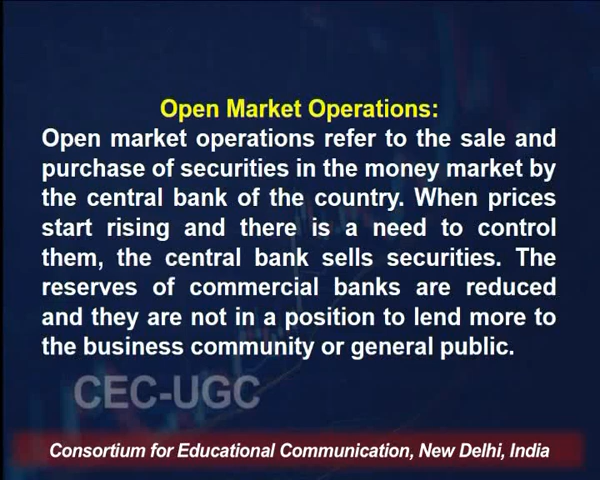 Open Market Operations:
Open market operations refer to the sale and
purchase of securities in the money market by
the central bank of the country. When prices
start rising and there is a need to control
them, the central bank sells securities. The
reserves of commercial banks are reduced
and they are not in a position to lend more to
the business community or general public.
CEC-UGC
Consortium for Educational Communication, New Delhi, India